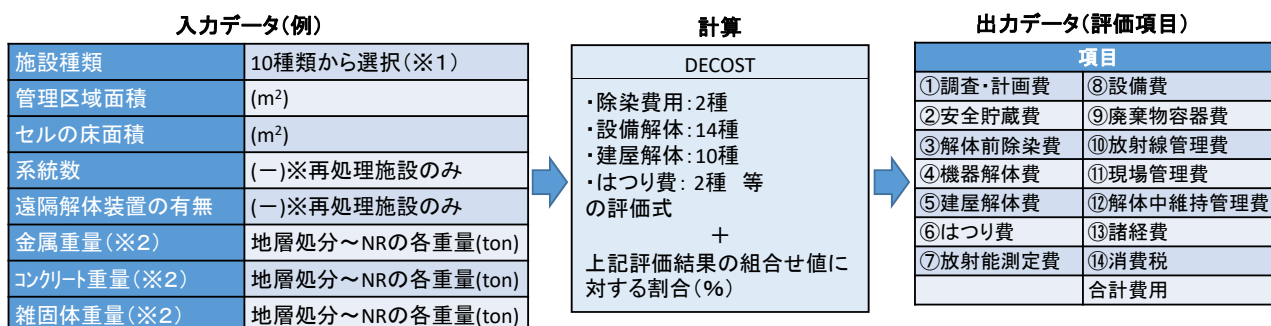 入力データ(例)
施設種類 10種類から選択(※1)
管理区域面積 (m²)
セルの床面積 (m²)
系統数 (-)※再処理施設のみ
遠隔解体装置の有無 (-)※再処理施設のみ
金属重量(※2) 地層処分～NRの各重量(ton)
コンクリート重量(※2) 地層処分～NRの各重量(ton)
雑固体重量(※2) 地層処分～NRの各重量(ton)
計算
DECOST
・除染費用:2種
・設備解体:14種
・建屋解体:10種
・はつり費: 2種 等
の評価式
+
上記評価結果の組合せ値に
対する割合(%)
出力データ(評価項目)
項目
①調査・計画費 ⑧設備費
②安全貯蔵費 ⑨廃棄物容器費
③解体前除染費 ⑩放射線管理費
④機器解体費 ⑪現場管理費
⑤建屋解体費 ⑫解体中維持管理費
⑥はつり費 ⑬諸経費
⑦放射能測定費 ⑭消費税
合計費用